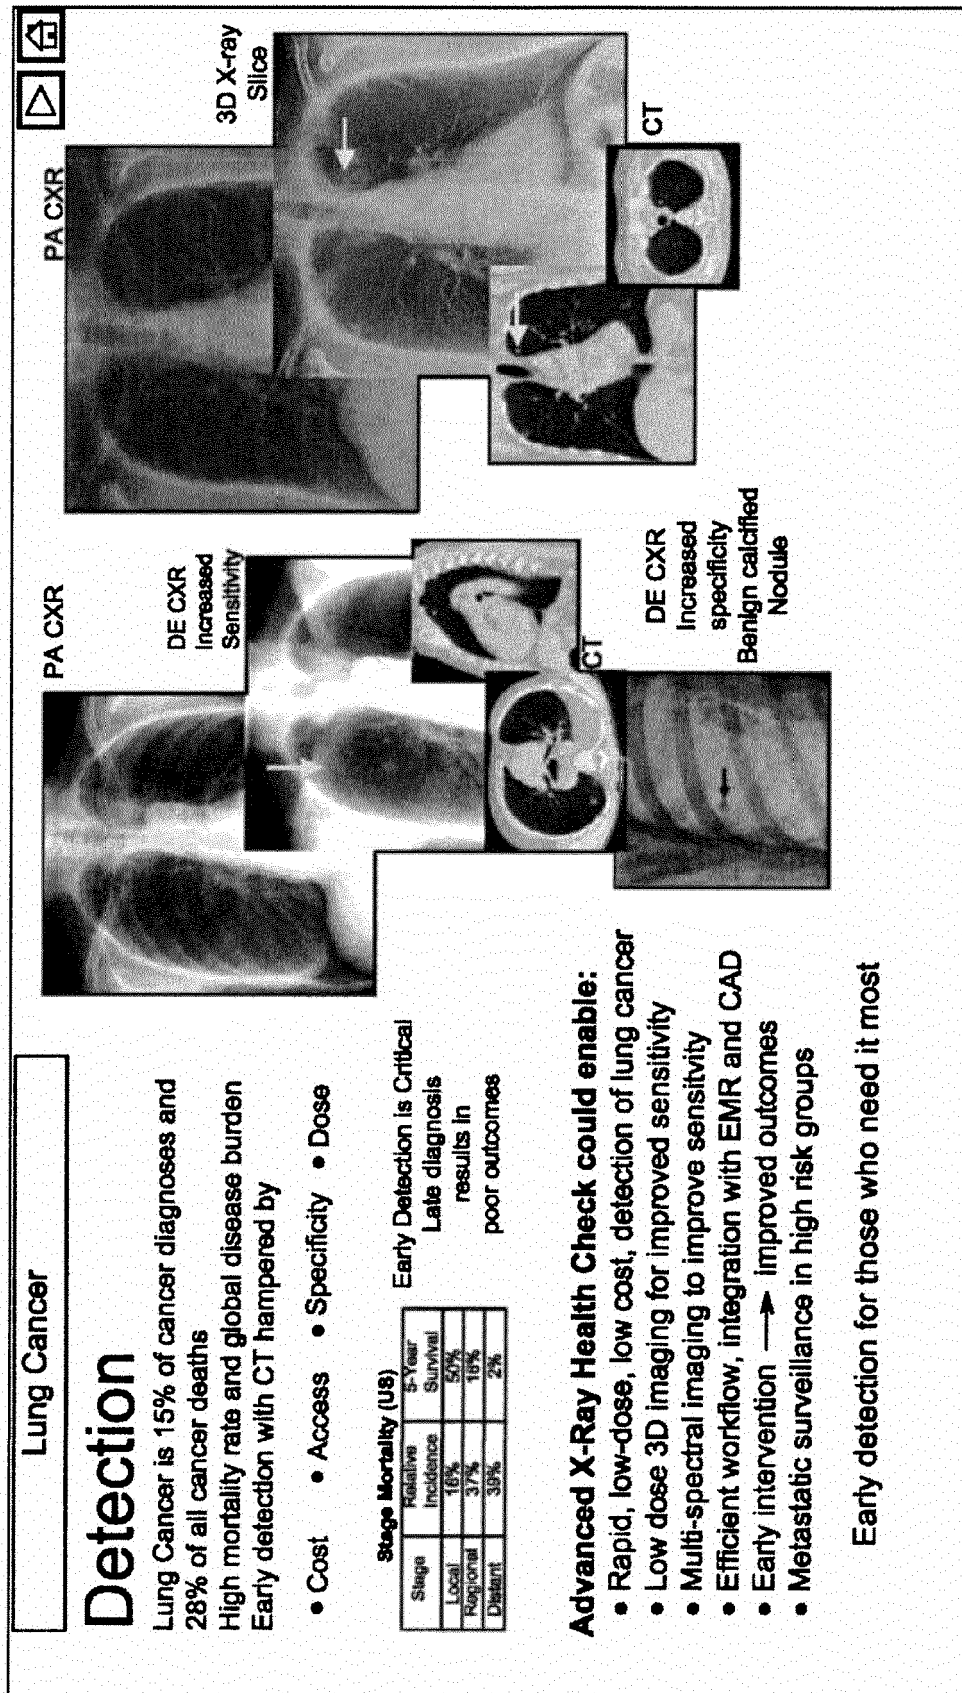 Lung Cancer
Detection
Lung Cancer is 15% of cancer diagnoses and
28% of all cancer deaths
High mortality rate and global disease burden
Early detection with CT hampered by
• Cost • Access • Specificity • Dose
Stage Mortality (US)
Stage Relative Incidence 5-Year Survival
Local 16% 50%
Regional 37% 16%
Distant 39% 2%
Early Detection is Critical
Late diagnosis
results in
poor outcomes
Advanced X-Ray Health Check could enable:
• Rapid, low-dose, low cost, detection of lung cancer
• Low dose 3D imaging for improved sensitivity
• Multi-spectral imaging to improve sensitvity
• Efficient workflow, integration with EMR and CAD
• Early intervention → improved outcomes
• Metastatic surveillance in high risk groups
Early detection for those who need it most
PA CXR
DE CXR
Increased
Sensitivity
CT
DE CXR
Increased
specificity
Benign calcified
Nodule
PA CXR
3D X-ray
Slice
CT